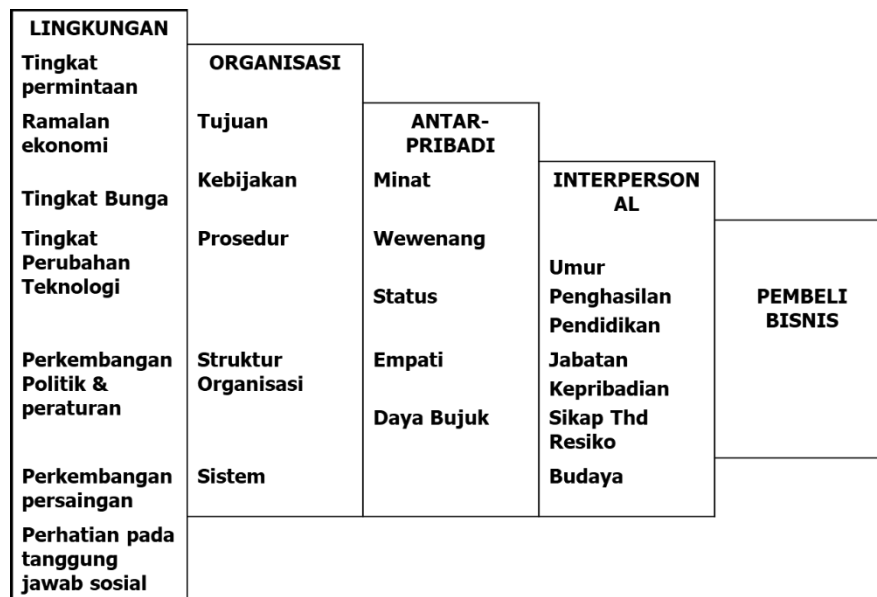 LINGKUNGAN
Tingkat
permintaan
Ramalan
ekonomi
Tingkat Bunga
Tingkat
Perubahan
Teknologi
Perkembangan
Politik &
peraturan
Perkembangan
persaingan
Perhatian pada
tanggung
jawab sosial
ORGANISASI
Tujuan
Kebijakan
Prosedur
Struktur
Organisasi
Sistem
ANTAR-
PRIBADI
Minat
Wewenang
Status
Empati
Daya Bujuk
INTERPERSON
AL
Umur
Penghasilan
Pendidikan
Jabatan
Kepribadian
Sikap Thd
Resiko
Budaya
PEMBELI
BISNIS